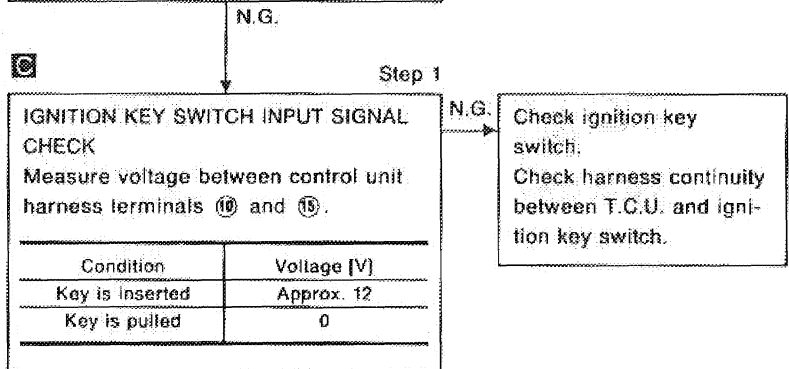 N.G.
C
Step 1
IGNITION KEY SWITCH INPUT SIGNAL
CHECK
Measure voltage between control unit
harness terminals ⑩ and ⑮.
Condition Voltage [V]
Key is inserted Approx. 12
Key is pulled 0
N.G.
Check ignition key
switch.
Check harness continuity
between T.C.U. and igni-
tion key switch.